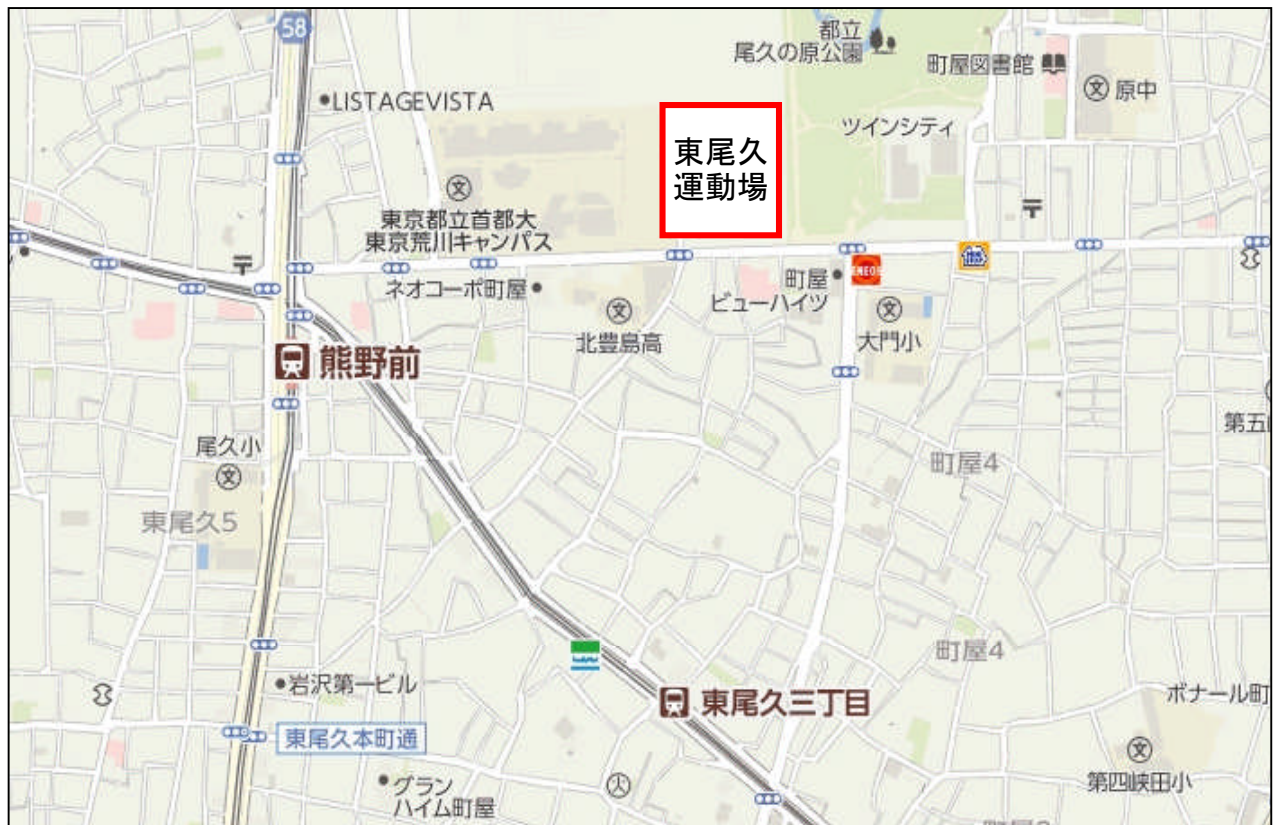 58
都立
尾久の原公園
町屋図書館
文 原中
LISTAGEVISTA
ツインシティ
東尾久
運動場
文
東京都立首都大
東京荒川キャンパス
〒
〒
ネオコーポ町屋
町屋
ビューハイツ
ENEOS
文
北豊島高
文
大門小
熊野前
第五
尾久小
文
町屋4
東尾久5
町屋4
岩沢第一ビル
東尾久三丁目
ボナール町
東尾久本町通
文
第四峡田小
グラン
ハイム町屋